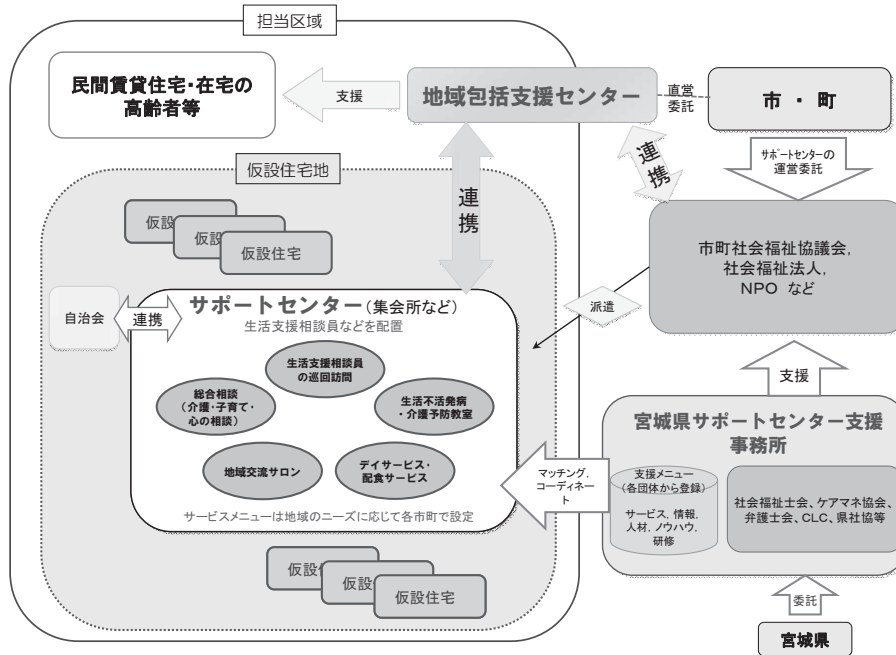 担当区域
民間賃貸住宅・在宅の
高齢者等
支援
地域包括支援センター
直営
委託
市 ・ 町
サポートセンターの
運営委託
連携
連携
仮設住宅地
仮設住
仮設住
仮設住宅
市町社会福祉協議会,
社会福祉法人,
NPO など
派遣
自治会
連携
サポートセンター(集会所など)
生活支援相談員などを配置
生活支援相談員
の巡回訪問
総合相談
(介護・子育て・
心の相談)
生活不活発病
・介護予防教室
地域交流サロン
デイサービス・
配食サービス
サービスメニューは地域のニーズに応じて各市町で設定
支援
宮城県サポートセンター支援
事務所
マッチング,
コーディネー
ト
支援メニュー
(各団体から登録)
サービス, 情報,
人材, ノウハウ,
研修
社会福祉士会、ケアマネ協会、
弁護士会、CLC、県社協等
仮設住
仮設住
仮設住宅
委託
宮城県